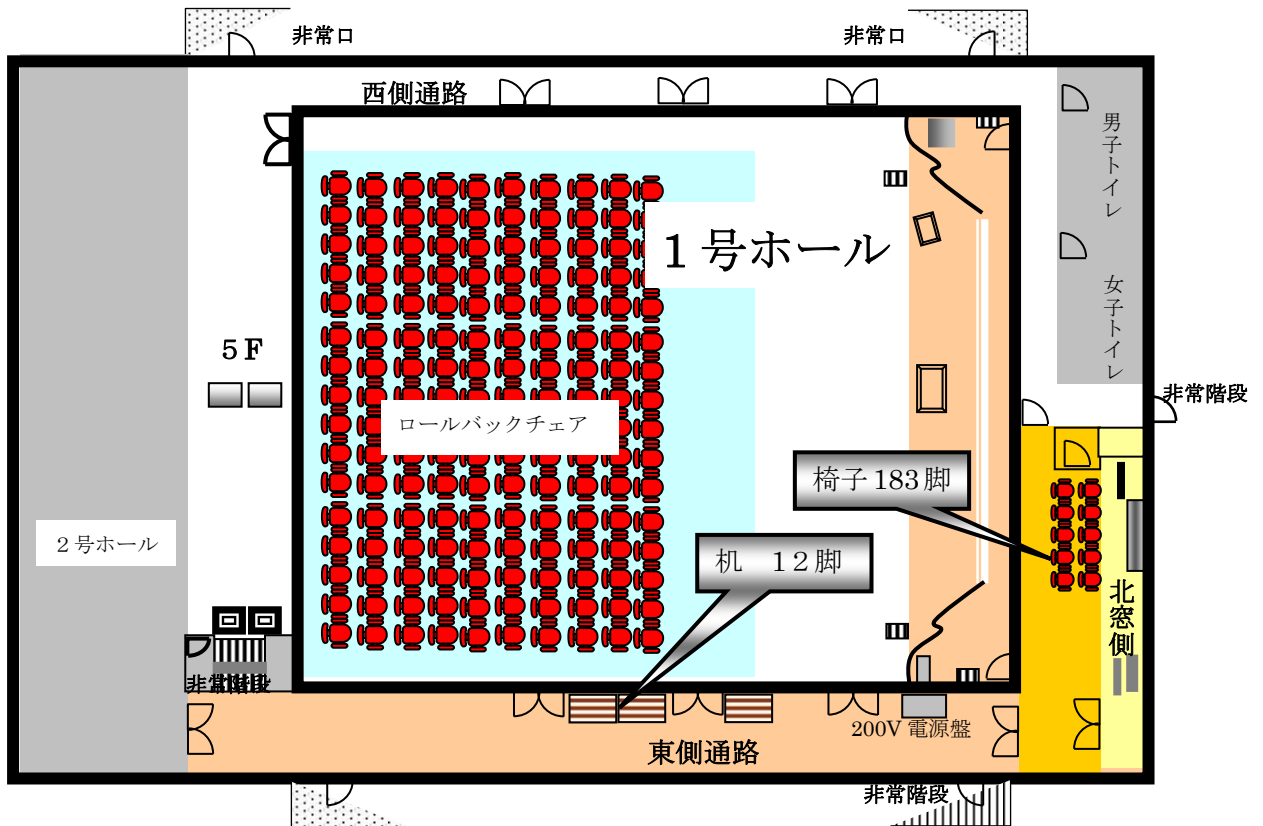 非常口
非常口
西側通路
男子トイレ
１号ホール
女子トイレ
５F
非常階段
ロールバックチェア
椅子183脚
２号ホール
机　１２脚
北窓側
非常階段
200V 電源盤
東側通路
非常階段